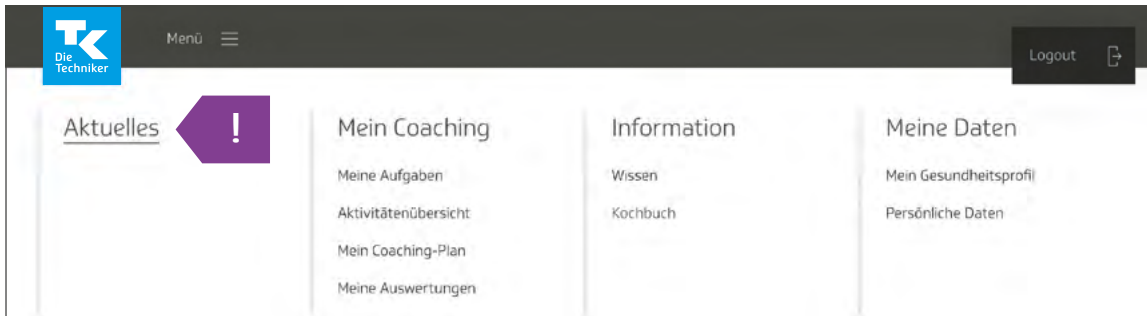 TK
Die
Techniker
Menü
Logout
Aktuelles
!
Mein Coaching
Meine Aufgaben
Aktivitätenübersicht
Mein Coaching-Plan
Meine Auswertungen
Information
Wissen
Kochbuch
Meine Daten
Mein Gesundheitsprofil
Persönliche Daten